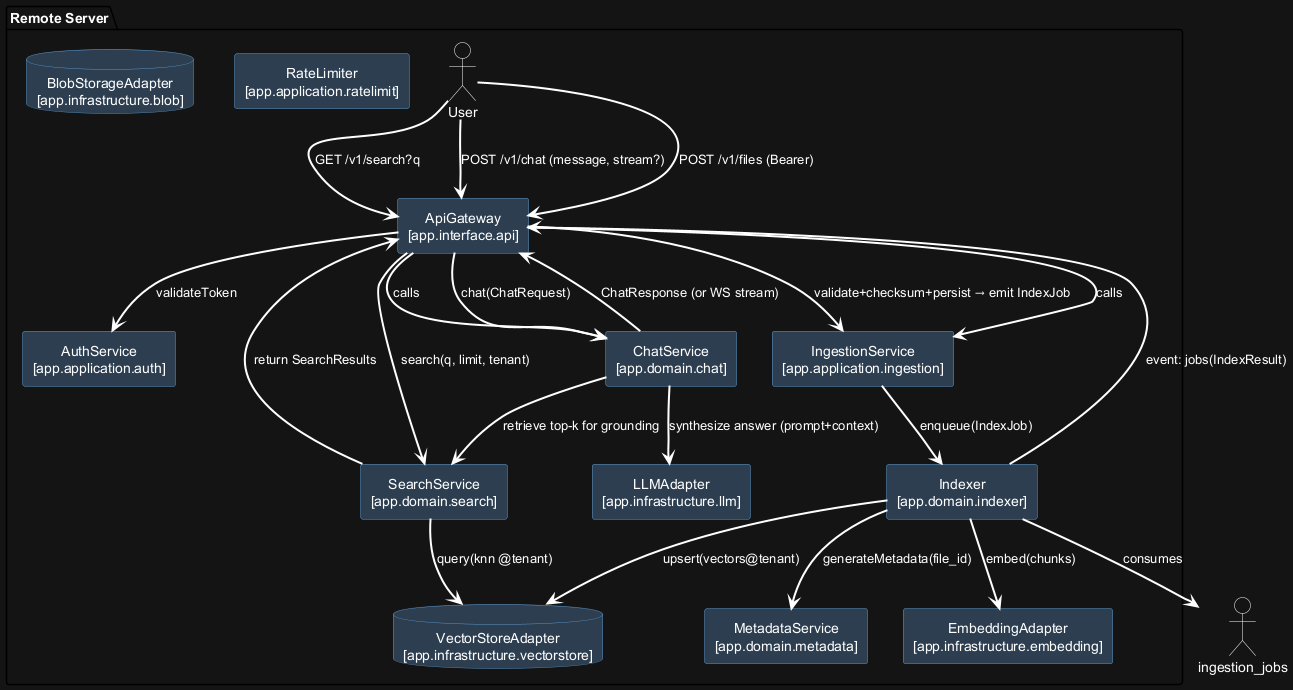 Remote Server
BlobStorageAdapter
[app.infrastructure.blob]
RateLimiter
[app.application.ratelimit]
User
GET /v1/search?q
POST /v1/chat (message, stream?)
POST /v1/files (Bearer)
ApiGateway
[app.interface.api]
validateToken
calls
chat(ChatRequest)
ChatResponse (or WS stream)
validate+checksum+persist → emit IndexJob
calls
AuthService
[app.application.auth]
return SearchResults
search(q, limit, tenant)
ChatService
[app.domain.chat]
IngestionService
[app.application.ingestion]
event: jobs(IndexResult)
retrieve top-k for grounding
synthesize answer (prompt+context)
enqueue(IndexJob)
SearchService
[app.domain.search]
LLMAdapter
[app.infrastructure.llm]
Indexer
[app.domain.indexer]
query(knn @tenant)
upsert(vectors@tenant)
generateMetadata(file_id)
embed(chunks)
consumes
VectorStoreAdapter
[app.infrastructure.vectorstore]
MetadataService
[app.domain.metadata]
EmbeddingAdapter
[app.infrastructure.embedding]
ingestion_jobs